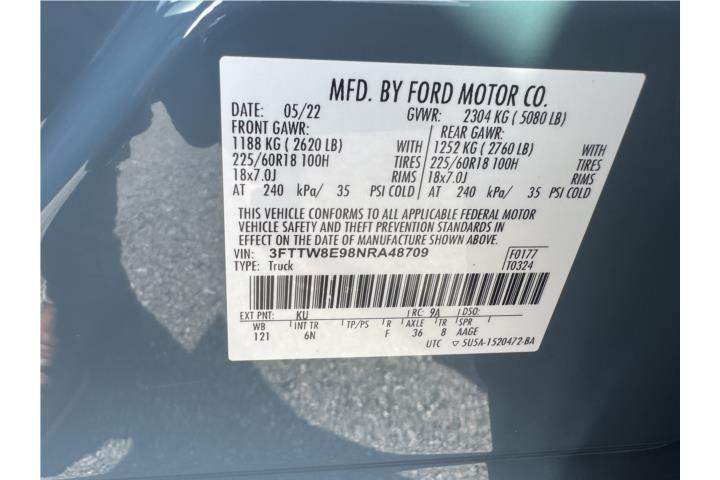 MFD. BY FORD MOTOR CO.
DATE: 05/22 GVWR: 2304 KG ( 5080 LB)
FRONT GAWR: REAR GAWR:
1188 KG ( 2620 LB) WITH 1252 KG ( 2760 LB) WITH
225/60R18 100H TIRES 225/60R18 100H TIRES
18x7.0J RIMS 18x7.0J RIMS
AT 240 kPa/ 35 PSI COLD AT 240 kPa/ 35 PSI COLD
THIS VEHICLE CONFORMS TO ALL APPLICABLE FEDERAL MOTOR
VEHICLE SAFETY AND THEFT PREVENTION STANDARDS IN
EFFECT ON THE DATE OF MANUFACTURE SHOWN ABOVE.
VIN: 3FTTW8E98NRA48709 F0177
TYPE: Truck T0324
EXT PNT: KU RC: 9A DSO:
WB INT TR TP/PS R AXLE TR SPR
121 6N F 36 8 AAGE
UTC ▽ 5U5A-1520472-BA